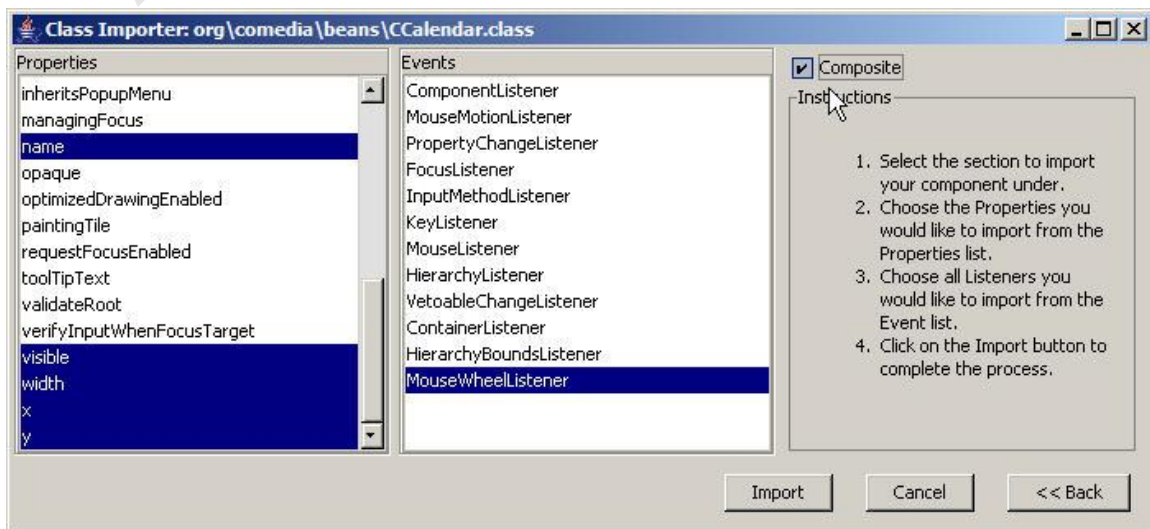 Class Importer: org\comedia\beans\CCalendar.class
Properties
inheritsPopupMenu
managingFocus
name
opaque
optimizedDrawingEnabled
paintingTile
requestFocusEnabled
toolTipText
validateRoot
verifyInputWhenFocusTarget
visible
width
x
y
Events
ComponentListener
MouseMotionListener
PropertyChangeListener
FocusListener
InputMethodListener
KeyListener
MouseListener
HierarchyListener
VetoableChangeListener
ContainerListener
HierarchyBoundsListener
MouseWheelListener
Composite
Instructions
1. Select the section to import
your component under.
2. Choose the Properties you
would like to import from the
Properties list.
3. Choose all Listeners you
would like to import from the
Event list.
4. Click on the Import button to
complete the process.
Import
Cancel
<< Back